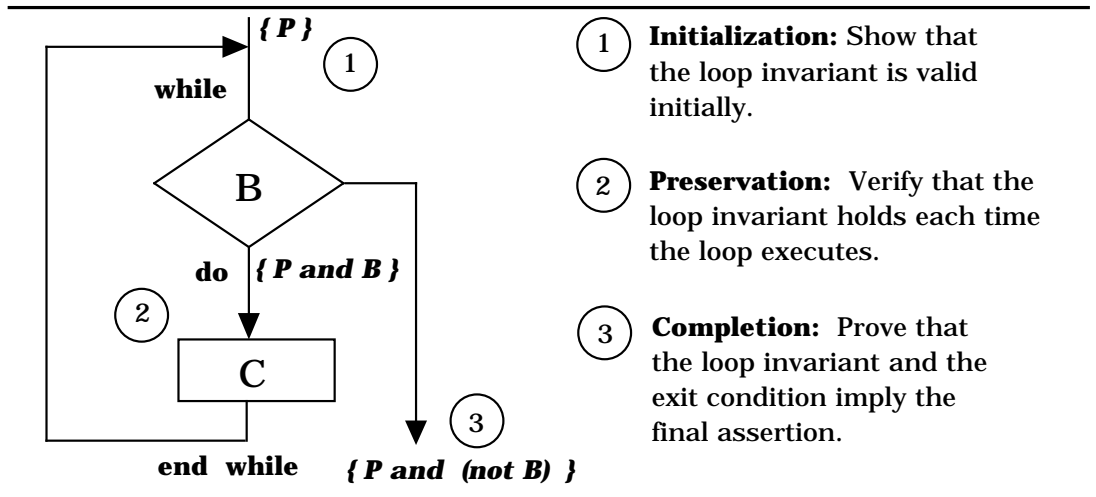 { P }
1
while
B
do { P and B }
2
C
3
end while { P and (not B) }
1 Initialization: Show that
the loop invariant is valid
initially.
2 Preservation: Verify that the
loop invariant holds each time
the loop executes.
3 Completion: Prove that
the loop invariant and the
exit condition imply the
final assertion.